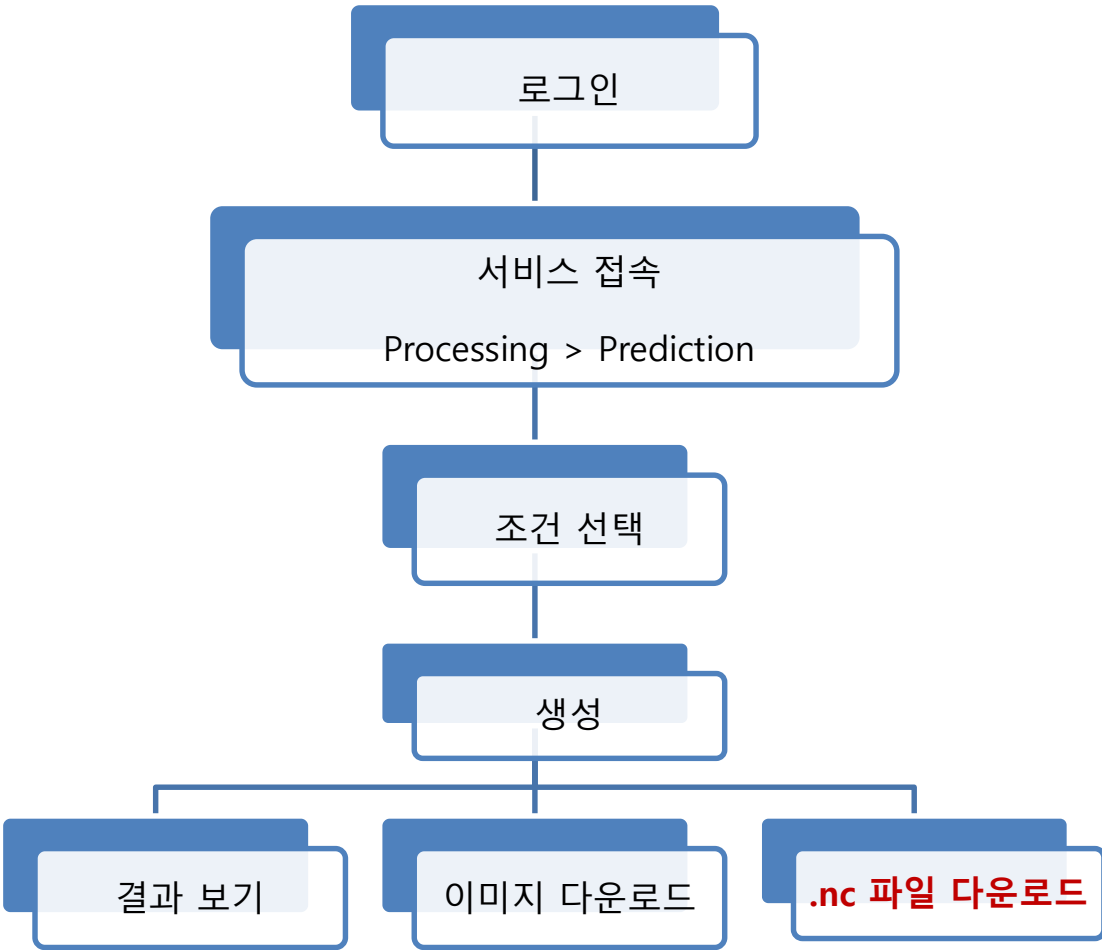 로그인
서비스 접속
Processing > Prediction
조건 선택
생성
결과 보기
이미지 다운로드
.nc 파일 다운로드